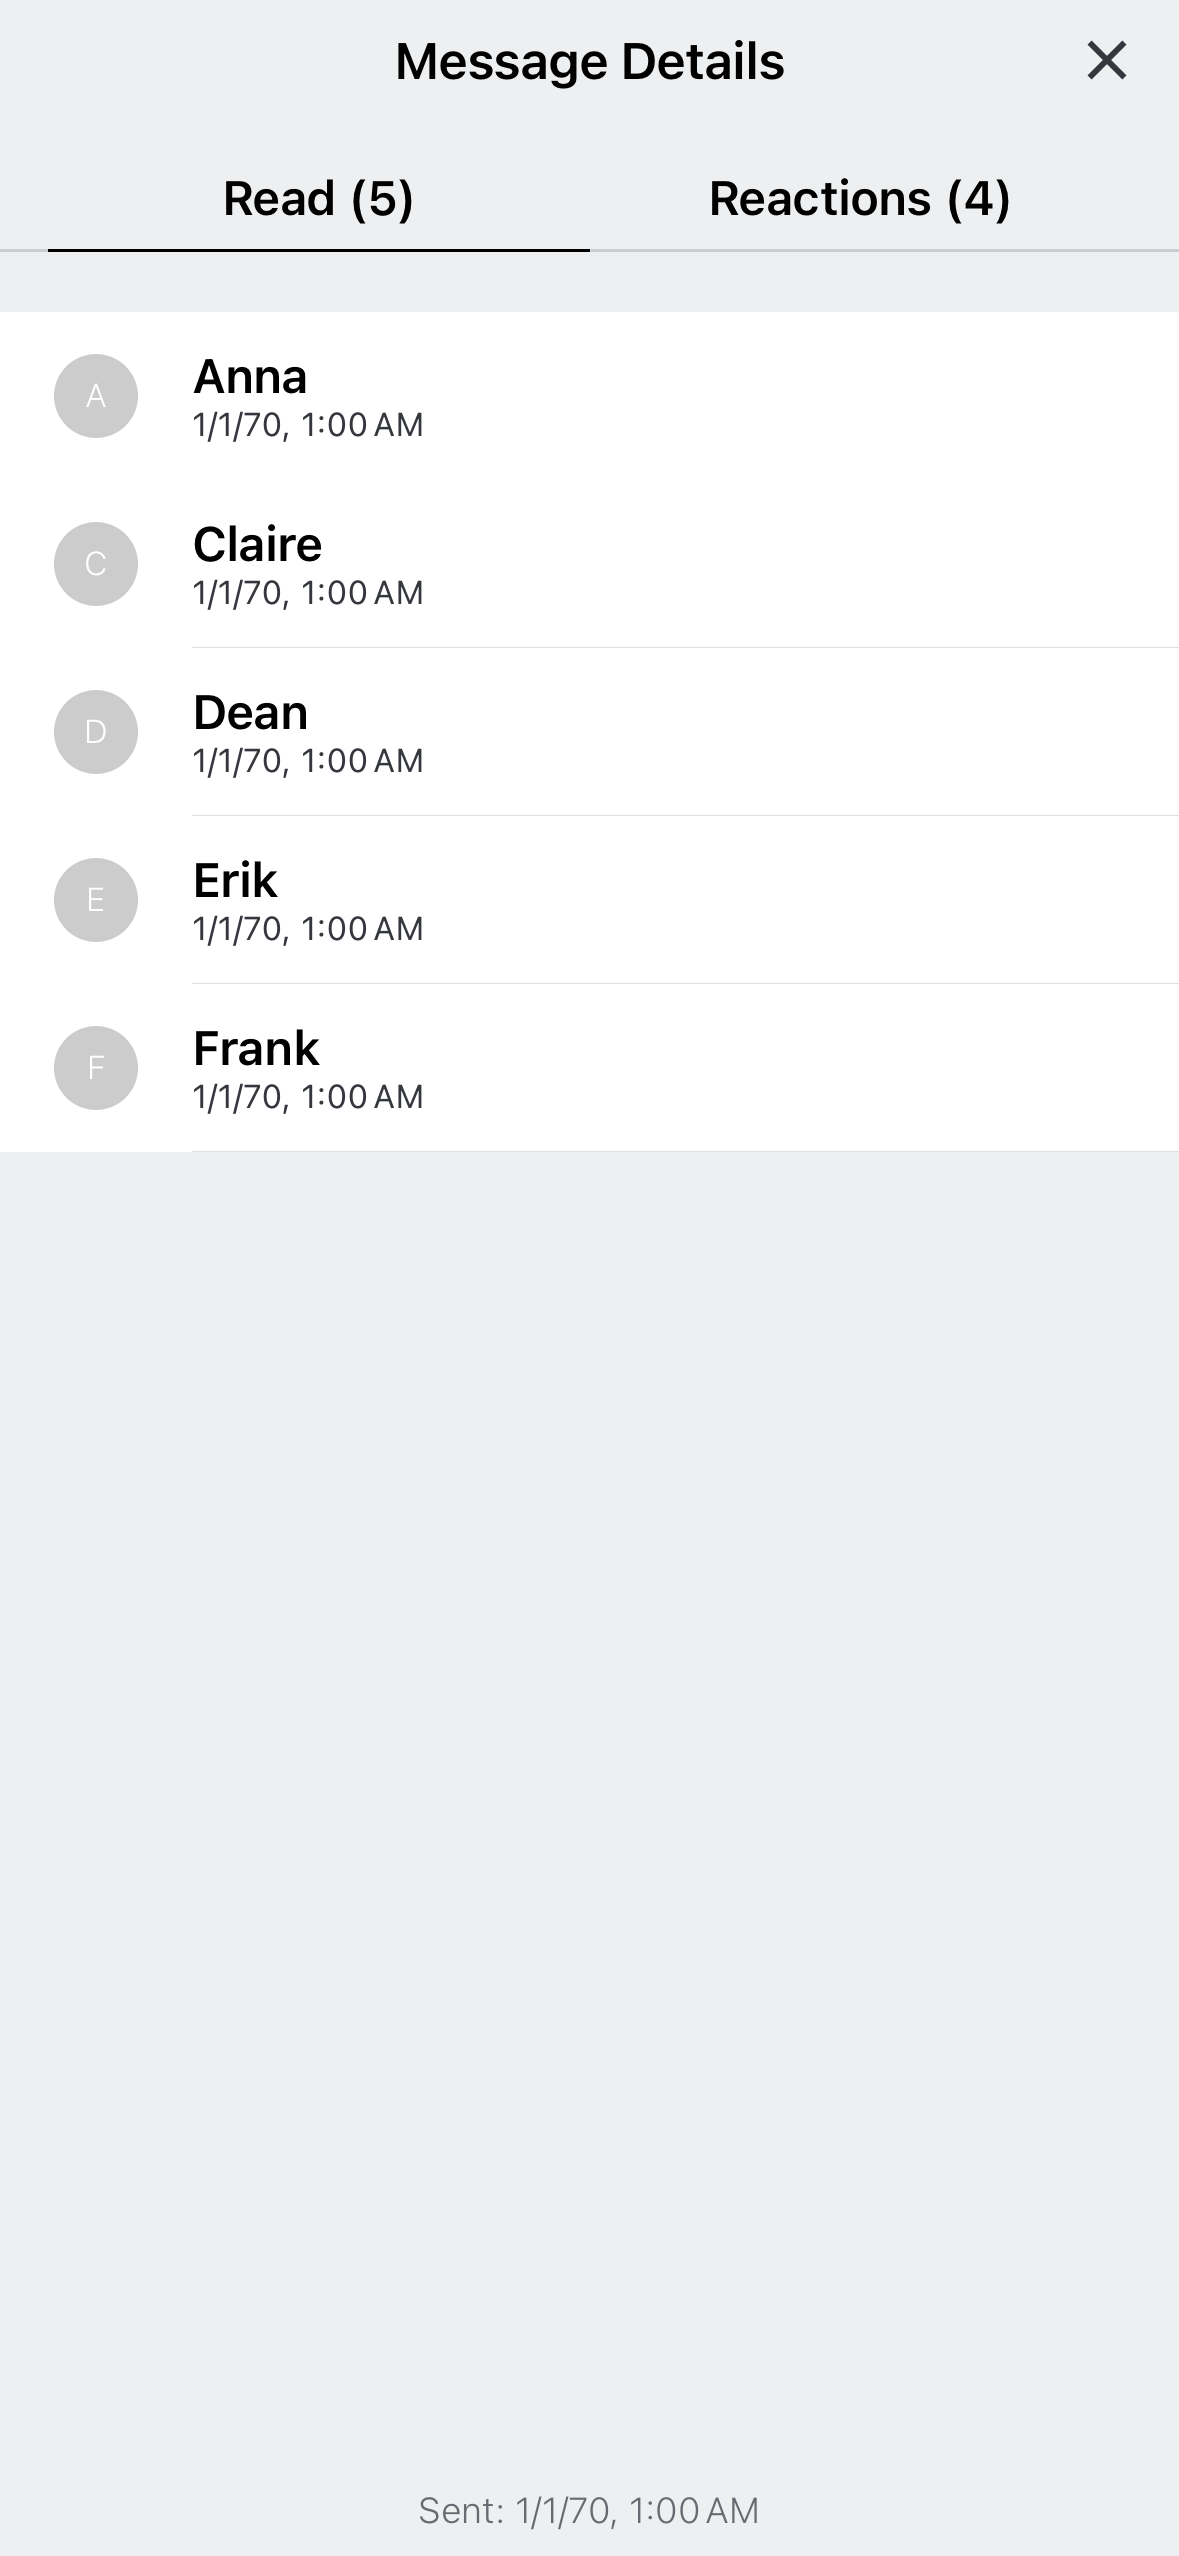 Message Details
Read (5)
Reactions (4)
A
Anna
1/1/70, 1:00 AM
C
Claire
1/1/70, 1:00 AM
D
Dean
1/1/70, 1:00 AM
E
Erik
1/1/70, 1:00 AM
F
Frank
1/1/70, 1:00 AM
Sent: 1/1/70, 1:00 AM